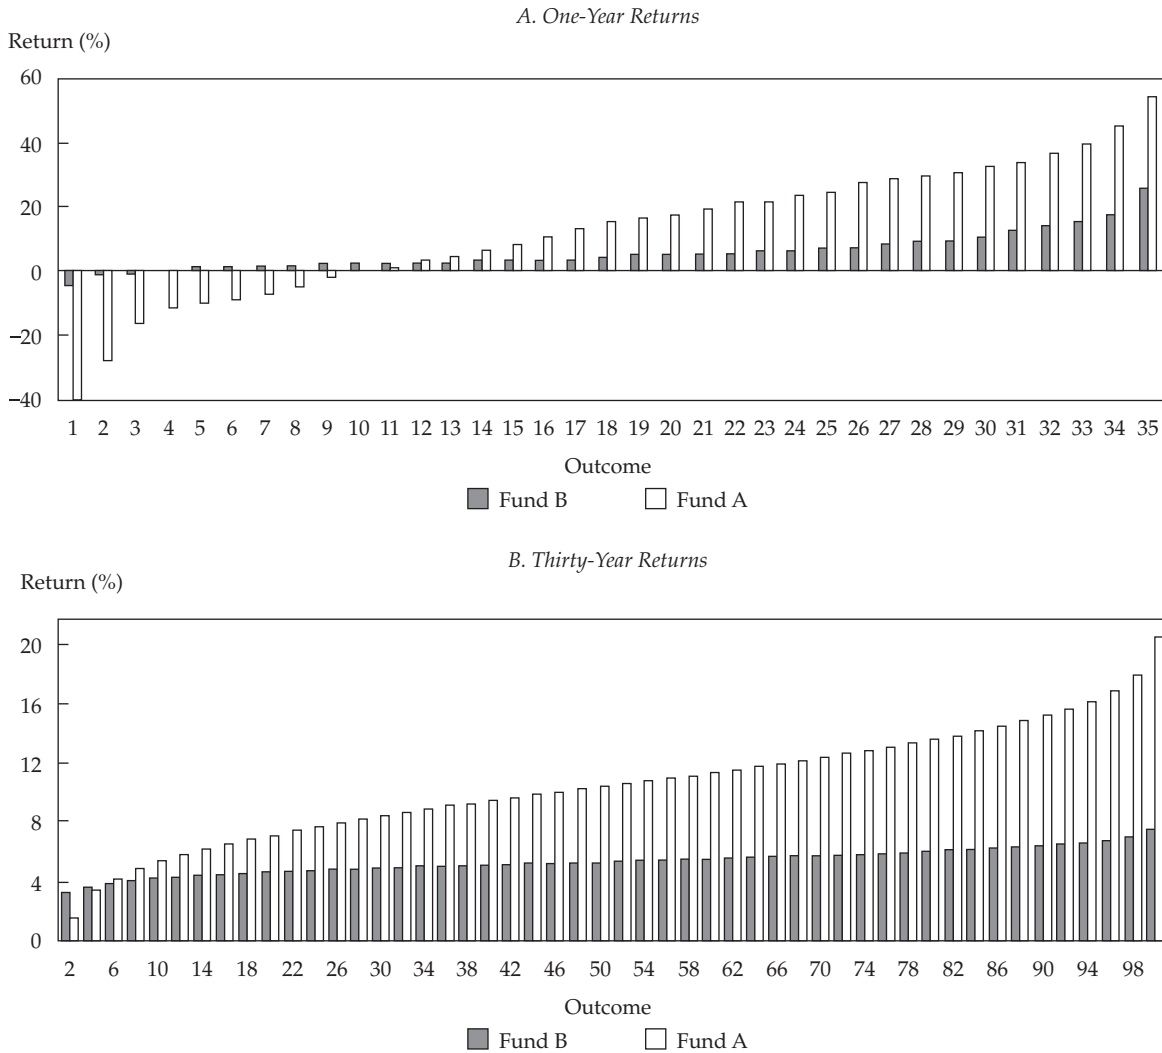 A. One-Year Returns
Return (%)
60
40
20
0
−20
−40
1 2 3 4 5 6 7 8 9 10 11 12 13 14 15 16 17 18 19 20 21 22 23 24 25 26 27 28 29 30 31 32 33 34 35
Outcome
Fund B Fund A
B. Thirty-Year Returns
Return (%)
20
16
12
8
4
0
2 6 10 14 18 22 26 30 34 38 42 46 50 54 58 62 66 70 74 78 82 86 90 94 98
Outcome
Fund B Fund A